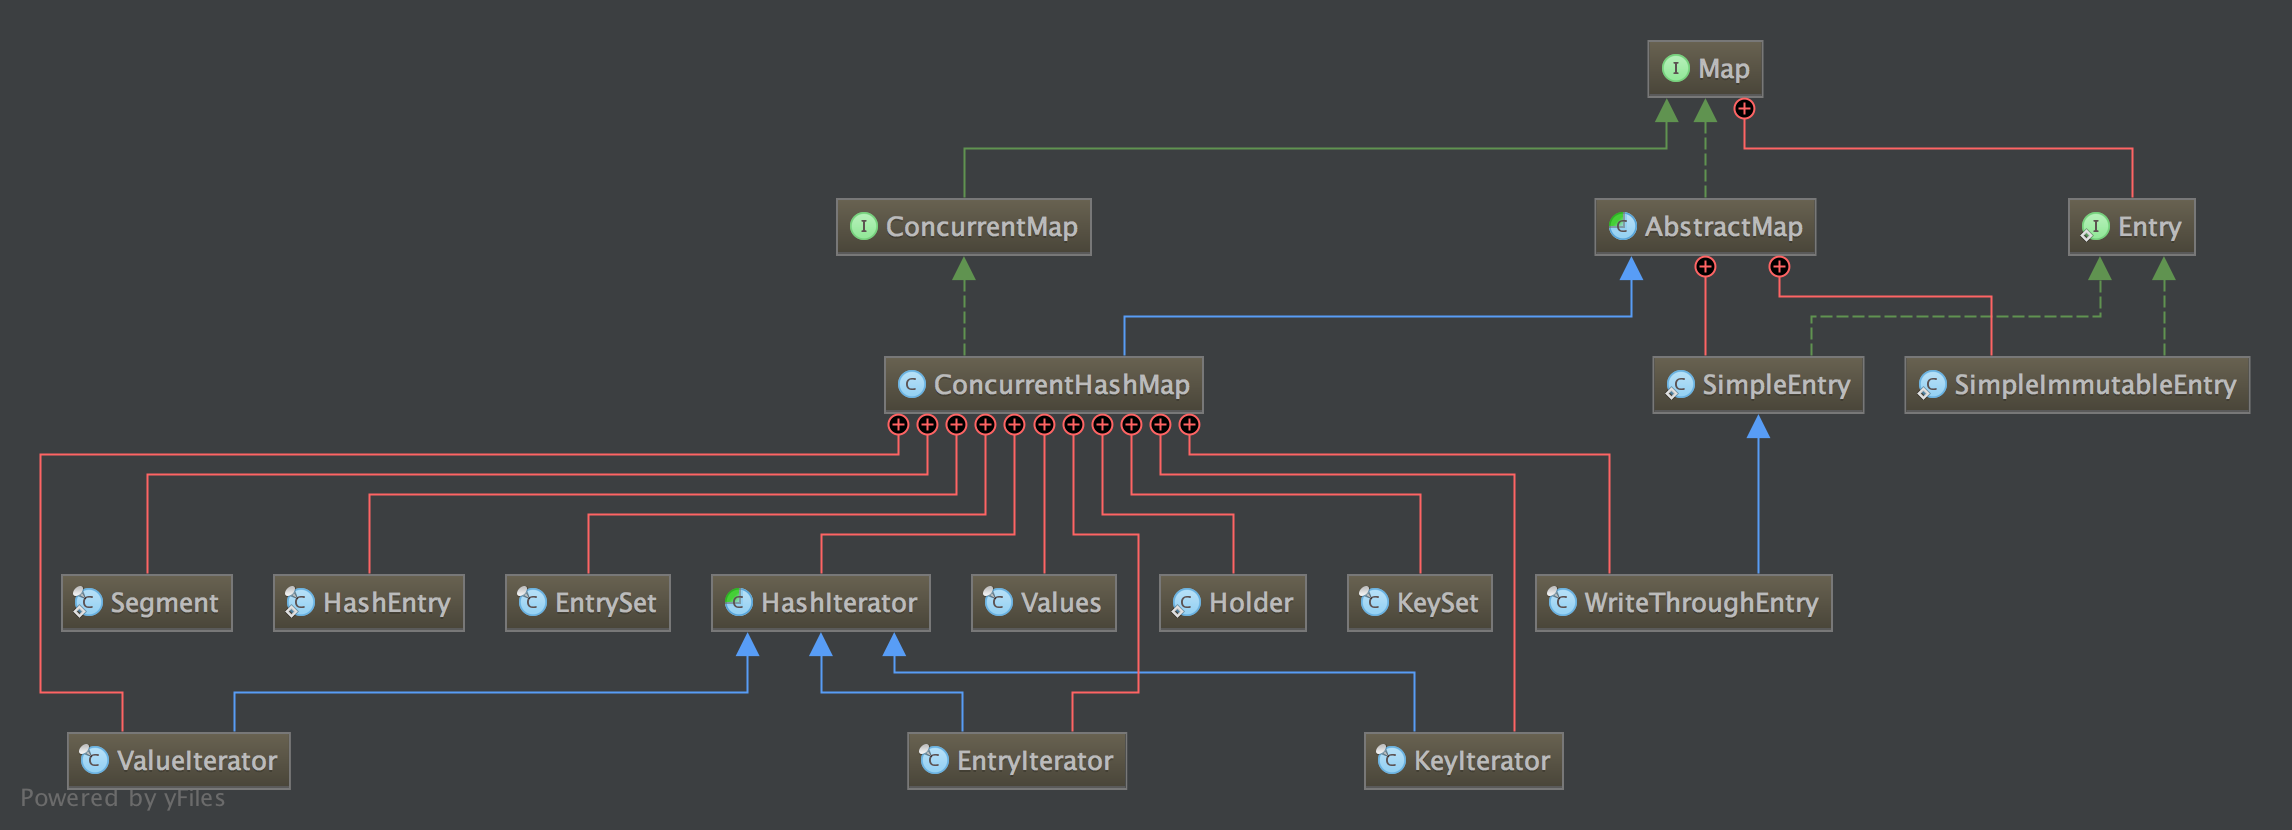 Map
ConcurrentMap
AbstractMap
Entry
ConcurrentHashMap
SimpleEntry
SimpleImmutableEntry
Segment
HashEntry
EntrySet
HashIterator
Values
Holder
KeySet
WriteThroughEntry
ValueIterator
EntryIterator
KeyIterator
Powered by yFiles